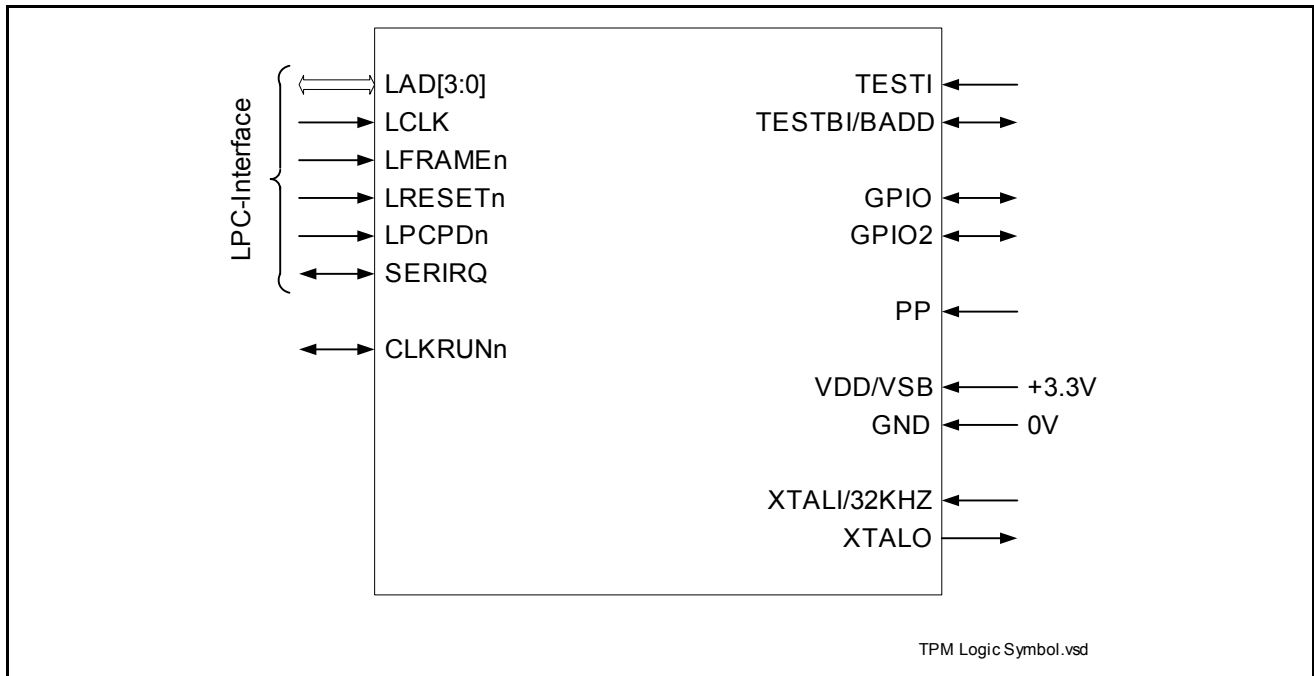 LPC-Interface
LAD[3:0]
LCLK
LFRAMEn
LRESETn
LPCPDn
SERIRQ
CLKRUNn
TESTI
TESTBI/BADD
GPIO
GPIO2
PP
VDD/VSB +3.3V
GND 0V
XTALI/32KHZ
XTALO
TPM Logic Symbol.vsd